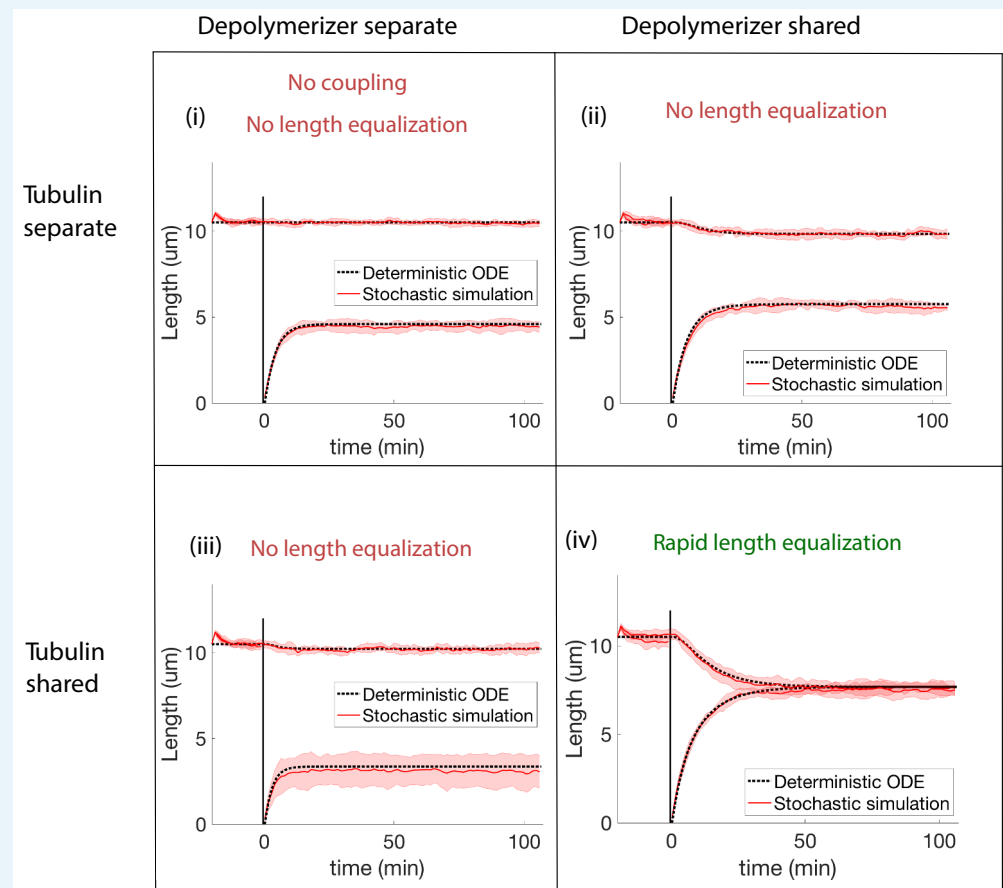 Depolymerizer separate
Depolymerizer shared
Tubulin
separate
No coupling
(i)
No length equalization
Length (um)
10
5
0
Deterministic ODE
Stochastic simulation
0
50
100
time (min)
(ii)
No length equalization
Length (um)
10
5
0
Deterministic ODE
Stochastic simulation
0
50
100
time (min)
Tubulin
shared
(iii)
No length equalization
Length (um)
10
5
0
Deterministic ODE
Stochastic simulation
0
50
100
time (min)
(iv)
Rapid length equalization
Length (um)
10
5
0
Deterministic ODE
Stochastic simulation
0
50
100
time (min)